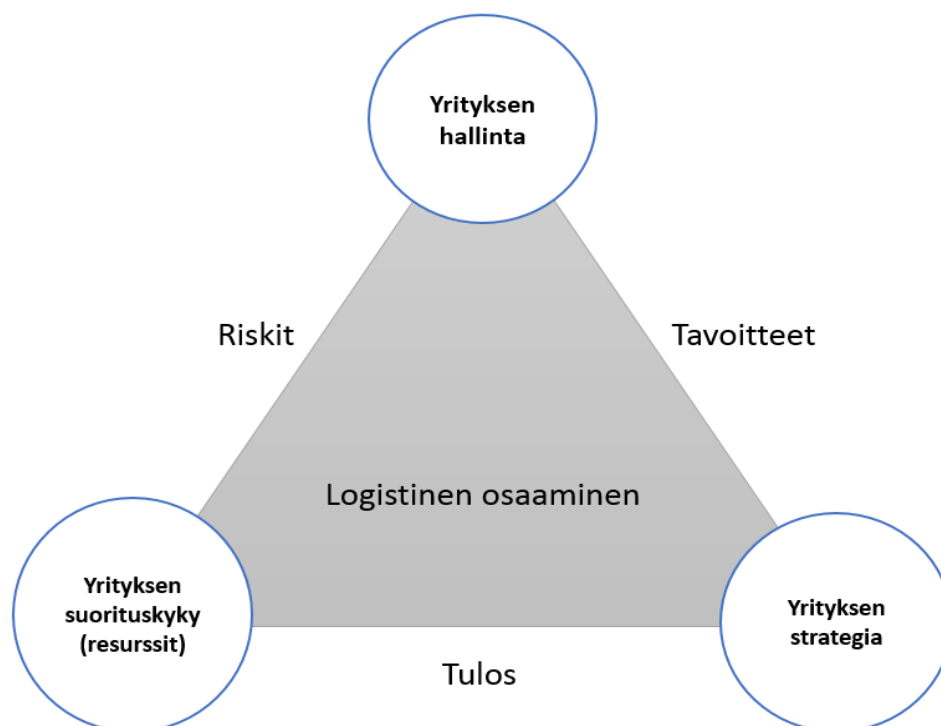 Yrityksen
hallinta
Riskit
Tavoitteet
Logistinen osaaminen
Yrityksen
suorituskyky
(resurssit)
Yrityksen
strategia
Tulos